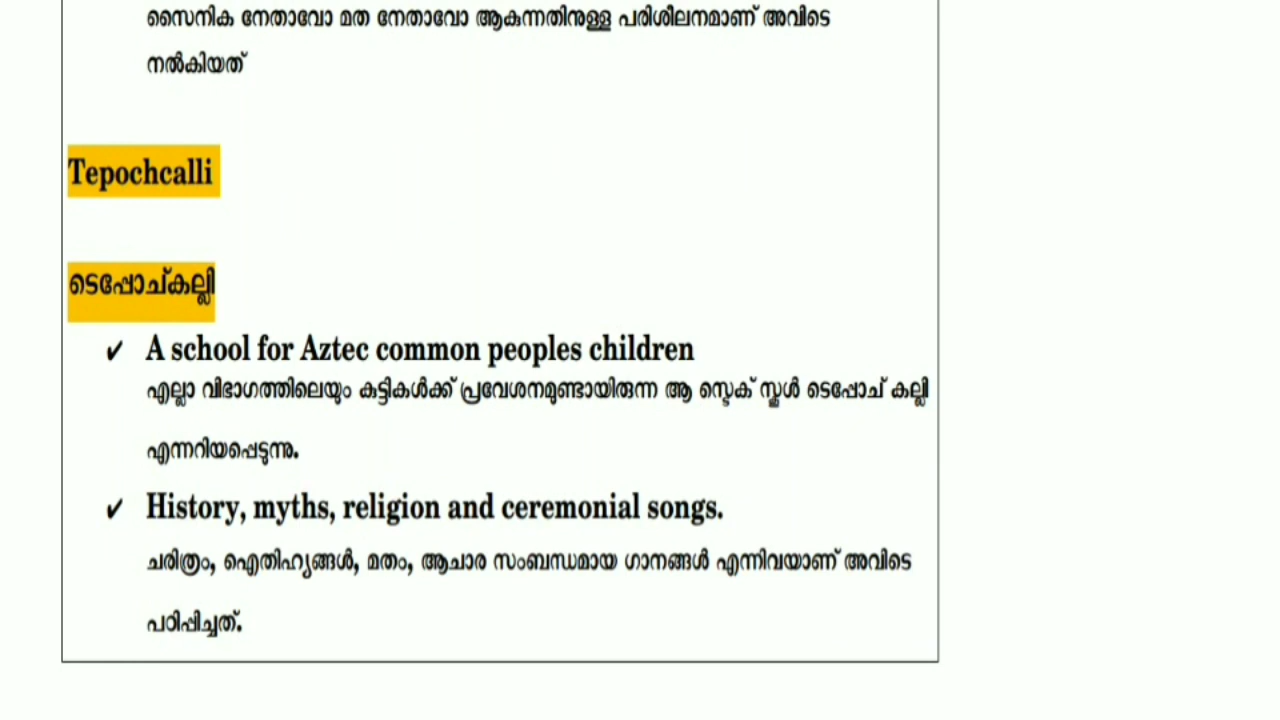 സൈനിക നേതാവോ മത നേതാവോ ആകുന്നതിനുള്ള പരിശീലനമാണ് അവിടെ
നൽകിയത്
Tepochcalli
ടെപ്പോച്കല്ലി
✔ A school for Aztec common peoples children
എല്ലാ വിഭാഗത്തിലെയും കുട്ടികൾക്ക് പ്രവേശനമുണ്ടായിരുന്ന ആ സ്ടെക് സ്കൂൾ ടെപ്പോച് കല്ലി
എന്നറിയപ്പെടുന്നു.
✔ History, myths, religion and ceremonial songs.
ചരിത്രം, ഐതിഹ്യങ്ങൾ, മതം, ആചാര സംബന്ധമായ ഗാനങ്ങൾ എന്നിവയാണ് അവിടെ
പഠിപ്പിച്ചത്.